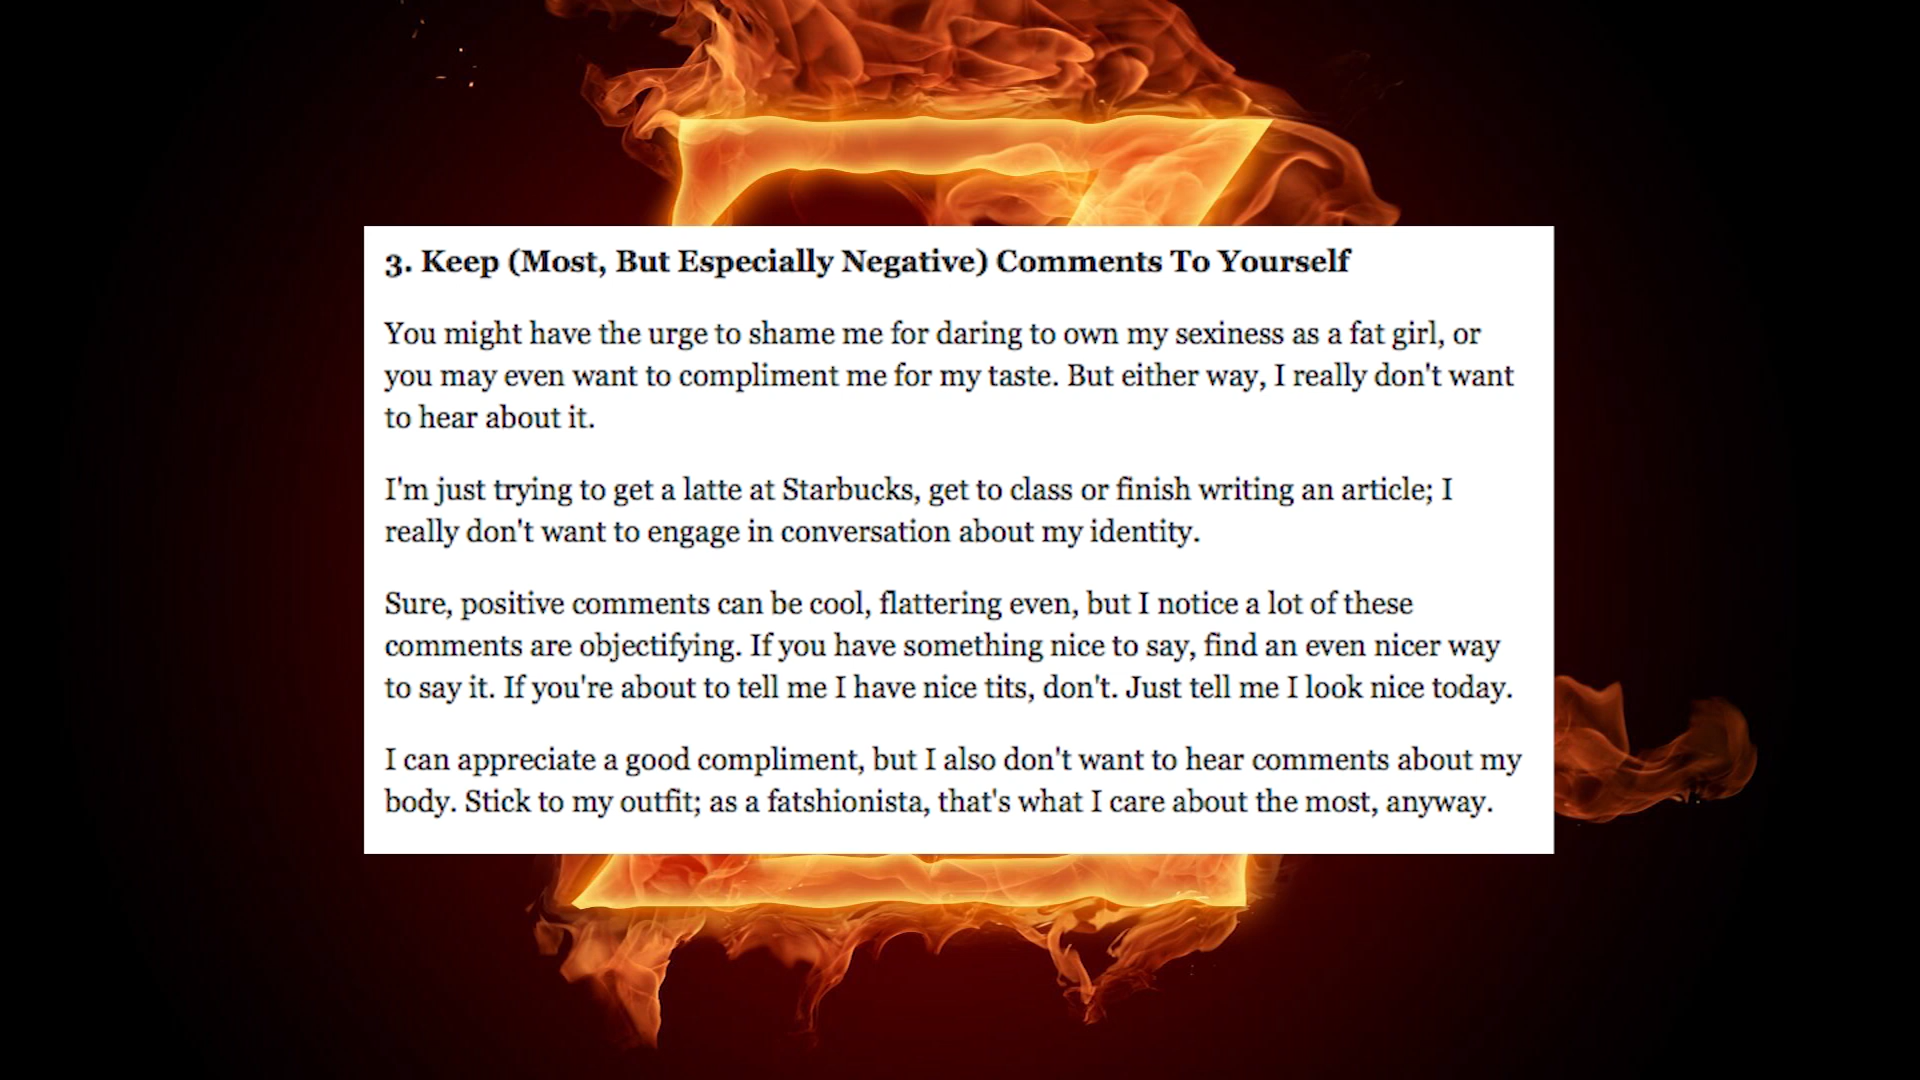 3. Keep (Most, But Especially Negative) Comments To Yourself
You might have the urge to shame me for daring to own my sexiness as a fat girl, or
you may even want to compliment me for my taste. But either way, I really don't want
to hear about it.
I'm just trying to get a latte at Starbucks, get to class or finish writing an article; I
really don't want to engage in conversation about my identity.
Sure, positive comments can be cool, flattering even, but I notice a lot of these
comments are objectifying. If you have something nice to say, find an even nicer way
to say it. If you're about to tell me I have nice tits, don't. Just tell me I look nice today.
I can appreciate a good compliment, but I also don't want to hear comments about my
body. Stick to my outfit; as a fatshionista, that's what I care about the most, anyway.